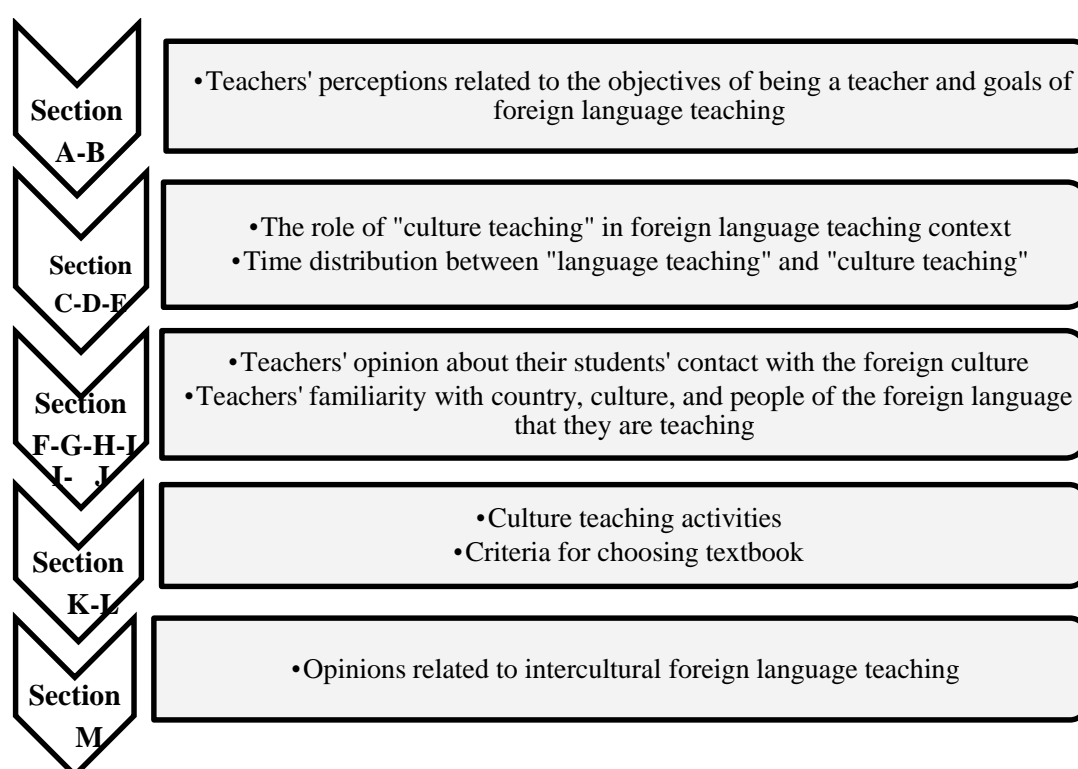 Section
A-B
•Teachers' perceptions related to the objectives of being a teacher and goals of
foreign language teaching
Section
C-D-E
•The role of "culture teaching" in foreign language teaching context
•Time distribution between "language teaching" and "culture teaching"
Section
F-G-H-I
I- J
•Teachers' opinion about their students' contact with the foreign culture
•Teachers' familiarity with country, culture, and people of the foreign language
that they are teaching
Section
K-L
•Culture teaching activities
•Criteria for choosing textbook
Section
M
•Opinions related to intercultural foreign language teaching